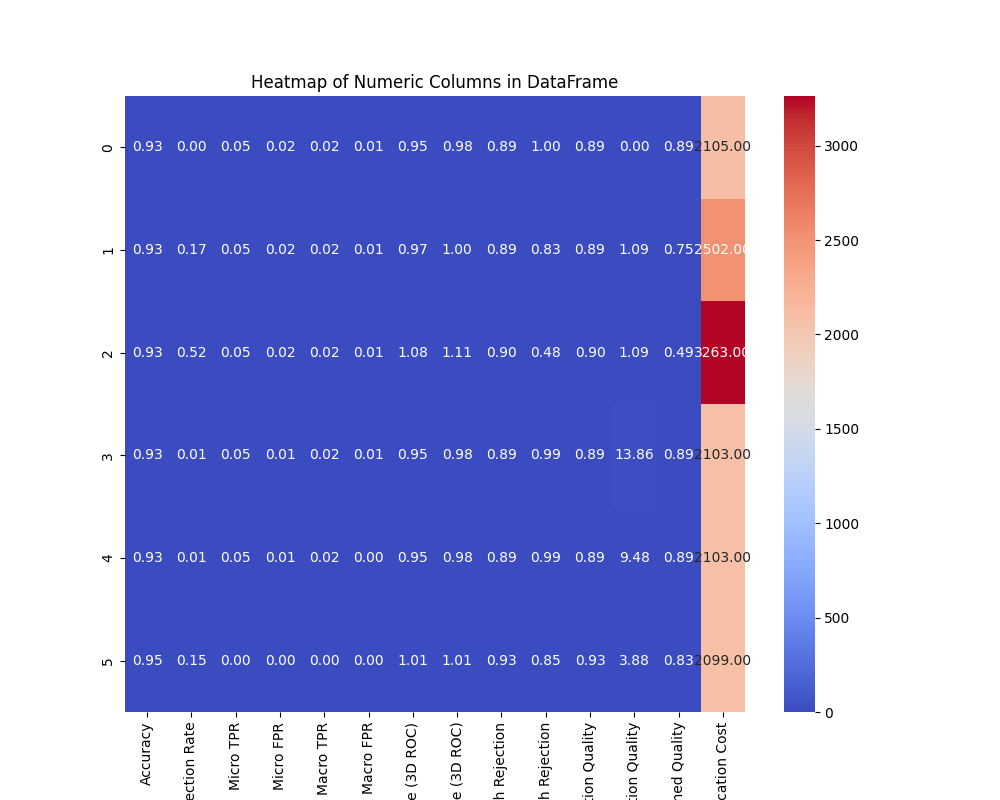 Heatmap of Numeric Columns in DataFrame
0 0.93 0.00 0.05 0.02 0.02 0.01 0.95 0.98 0.89 1.00 0.89 0.00 0.89 2105.00
1 0.93 0.17 0.05 0.02 0.02 0.01 0.97 1.00 0.89 0.83 0.89 1.09 0.75 2502.00
2 0.93 0.52 0.05 0.02 0.02 0.01 1.08 1.11 0.90 0.48 0.90 1.09 0.49 3263.00
3 0.93 0.01 0.05 0.01 0.02 0.01 0.95 0.98 0.89 0.99 0.89 13.86 0.89 2103.00
4 0.93 0.01 0.05 0.01 0.02 0.00 0.95 0.98 0.89 0.99 0.89 9.48 0.89 2103.00
5 0.95 0.15 0.00 0.00 0.00 0.00 1.01 1.01 0.93 0.85 0.93 3.88 0.83 2099.00
Accuracy
ection Rate
Micro TPR
Micro FPR
Macro TPR
Macro FPR
e (3D ROC)
e (3D ROC)
h Rejection
h Rejection
tion Quality
tion Quality
ned Quality
cation Cost
3000
2500
2000
1500
1000
500
0